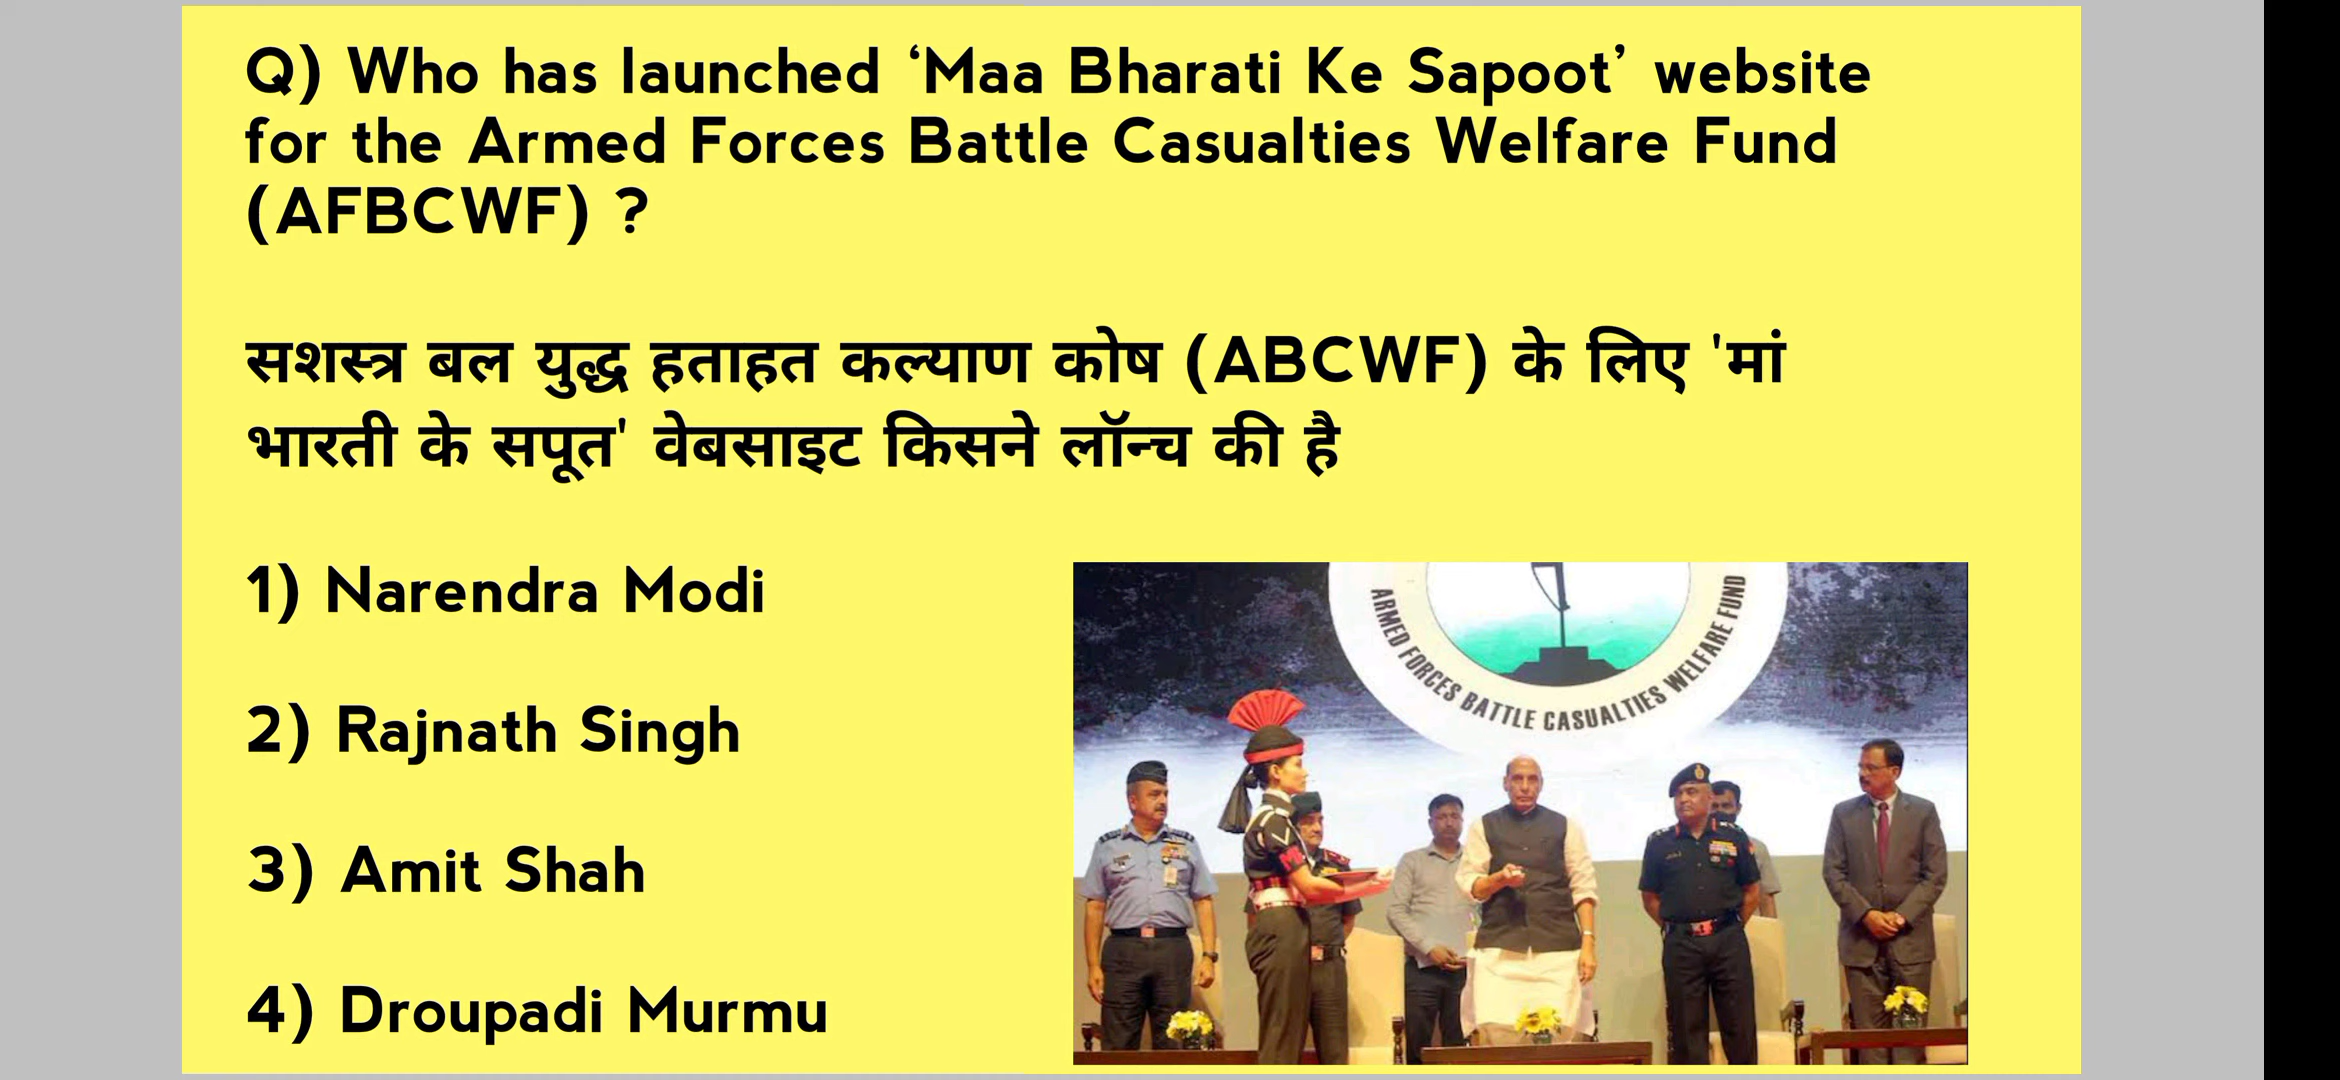 Q) Who has launched ‘Maa Bharati Ke Sapoot’ website
for the Armed Forces Battle Casualties Welfare Fund
(AFBCWF) ?
सशस्त्र बल युद्ध हताहत कल्याण कोष (ABCWF) के लिए 'मां
भारती के सपूत' वेबसाइट किसने लॉन्च की है
1) Narendra Modi
2) Rajnath Singh
3) Amit Shah
4) Droupadi Murmu
ARMED FORCES BATTLE CASUALTIES WELFARE FUND